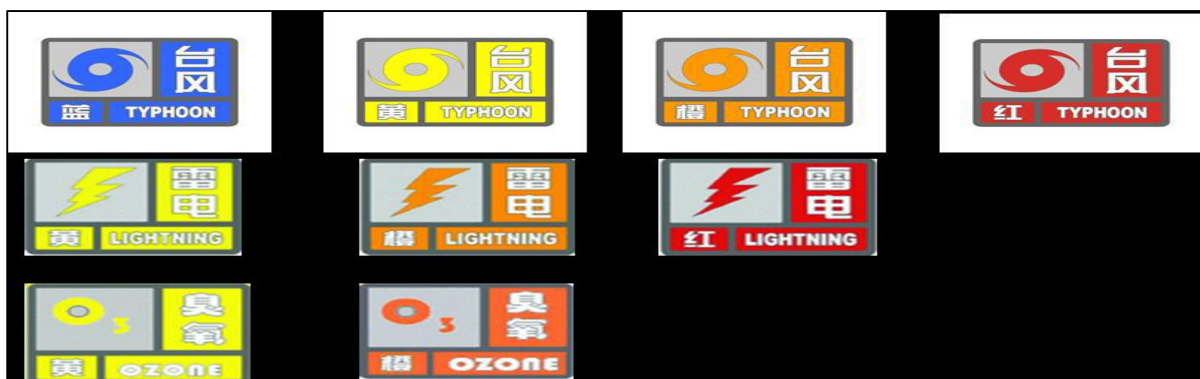 台风
蓝 TYPHOON
台风
黄 TYPHOON
台风
橙 TYPHOON
台风
红 TYPHOON
雷电
黄 LIGHTNING
雷电
橙 LIGHTNING
雷电
红 LIGHTNING
O3
臭氧
黄 OZONE
O3
臭氧
橙 OZONE